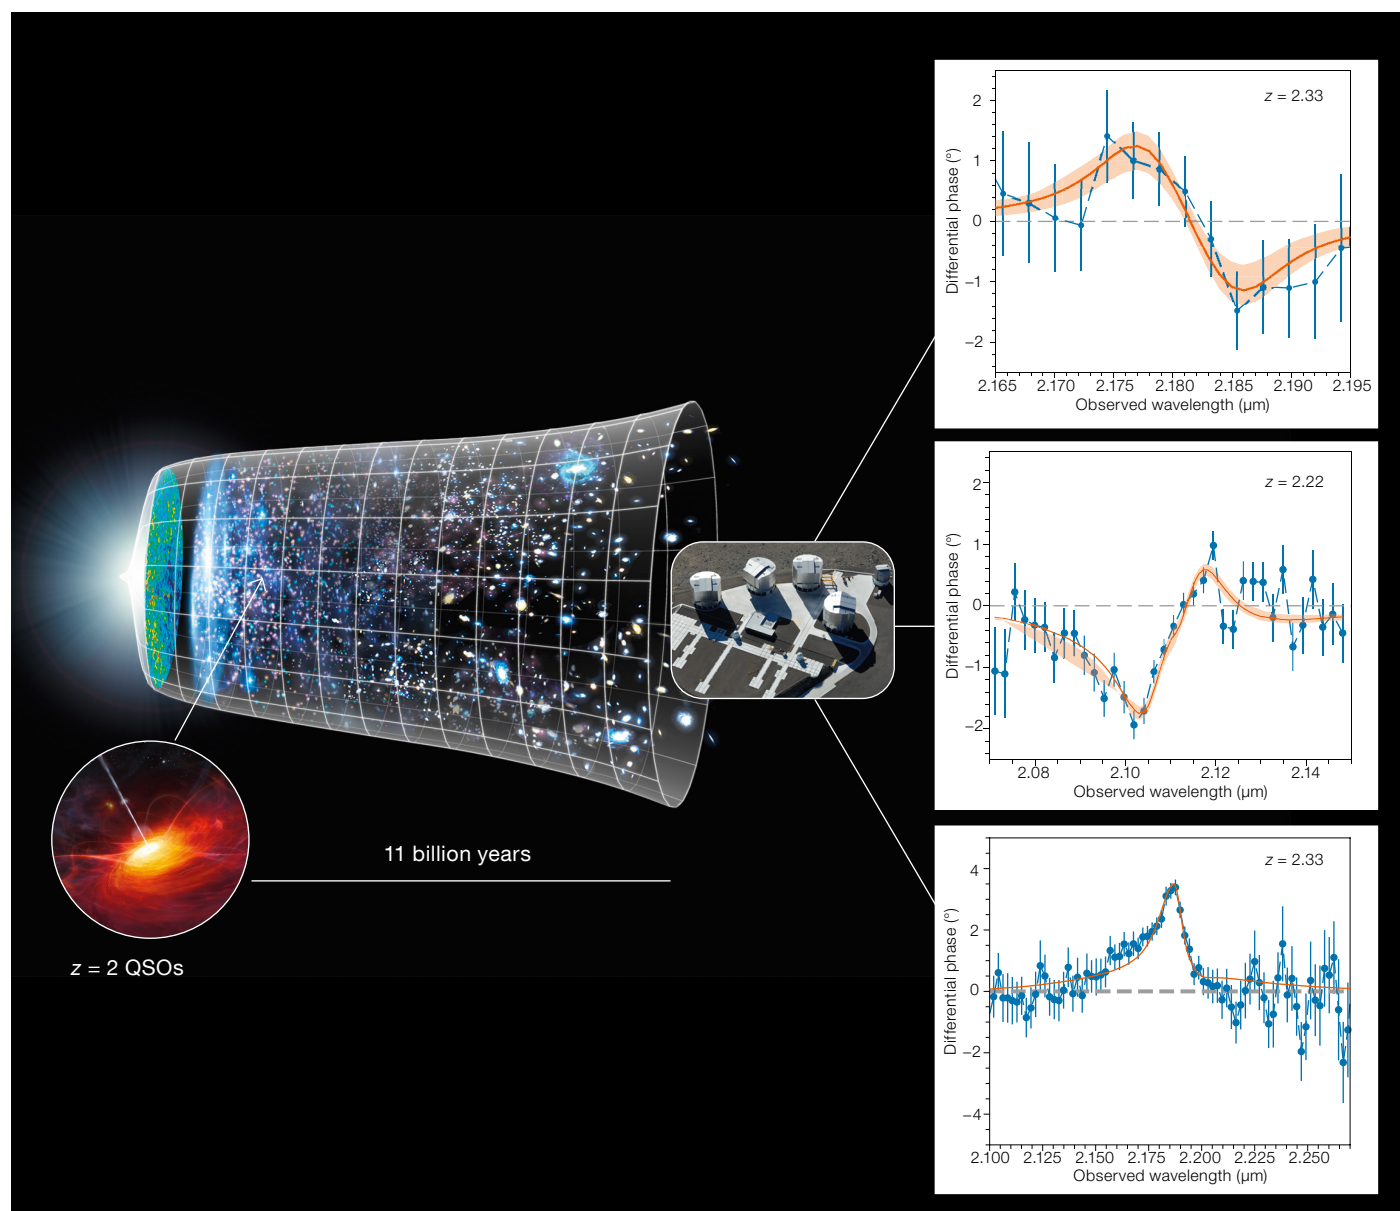 z = 2.33
2
1
0
−1
−2
Differential phase (°)
2.165 2.170 2.175 2.180 2.185 2.190 2.195
Observed wavelength (μm)
z = 2.22
2
1
0
−1
−2
Differential phase (°)
2.08 2.10 2.12 2.14
Observed wavelength (μm)
z = 2.33
4
2
0
−2
−4
Differential phase (°)
2.100 2.125 2.150 2.175 2.200 2.225 2.250
Observed wavelength (μm)
11 billion years
z = 2 QSOs